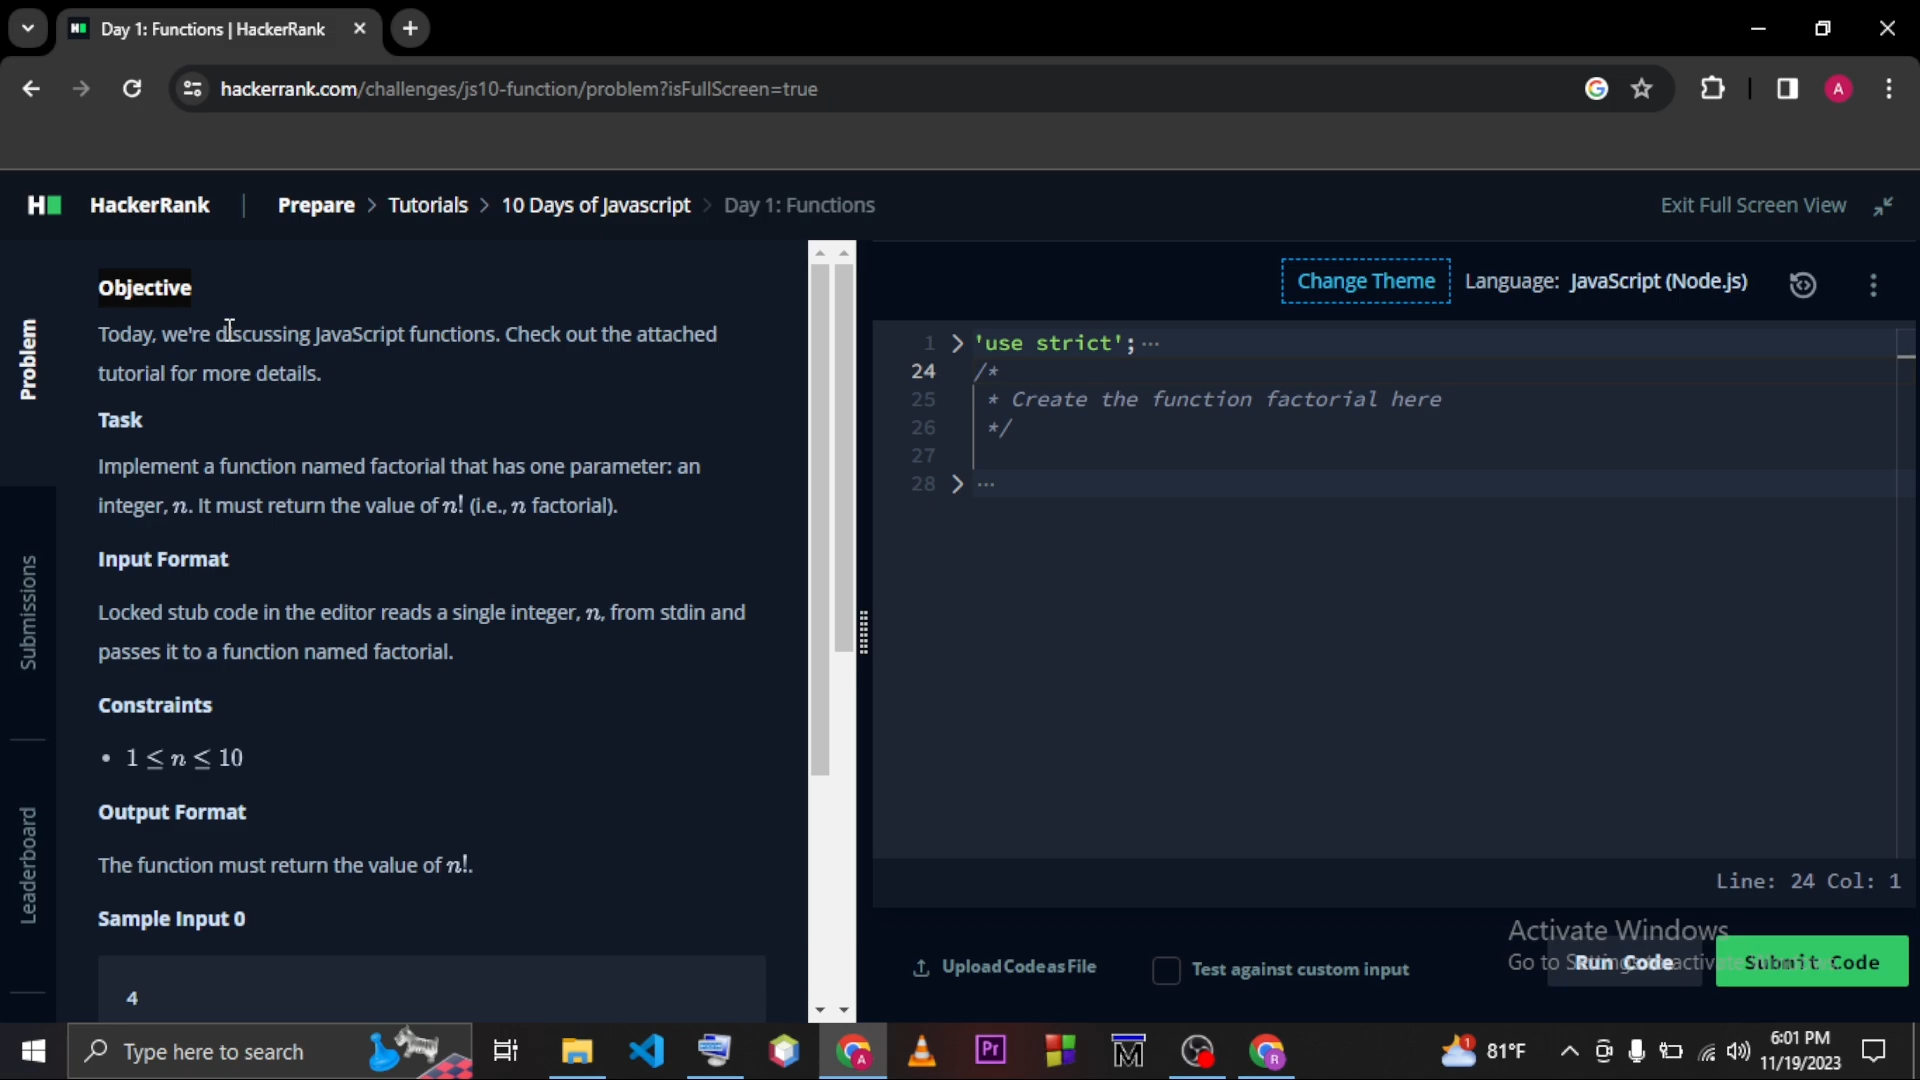 Day 1: Functions | HackerRank
hackerrank.com/challenges/js10-function/problem?isFullScreen=true
A
HackerRank
Prepare > Tutorials > 10 Days of Javascript > Day 1: Functions
Exit Full Screen View
Problem
Submissions
Leaderboard
Objective
Today, we're discussing JavaScript functions. Check out the attached
tutorial for more details.
Task
Implement a function named factorial that has one parameter: an
integer, n. It must return the value of n! (i.e., n factorial).
Input Format
Locked stub code in the editor reads a single integer, n, from stdin and
passes it to a function named factorial.
Constraints
• 1 ≤ n ≤ 10
Output Format
The function must return the value of n!.
Sample Input 0
4
Change Theme
Language: JavaScript (Node.js)
1 'use strict'; ···
24 /*
25 * Create the function factorial here
26 */
27
28 ···
Line: 24 Col: 1
Upload Code as File
Test against custom input
Activate Windows
Run Code
Submit Code
Type here to search
Pr
A
R
1
81°F
6:01 PM
11/19/2023